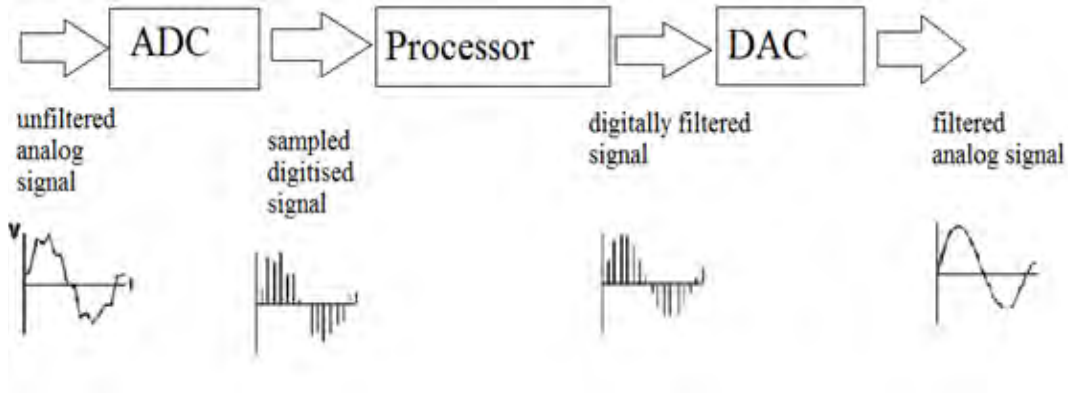 ADC
Processor
DAC
unfiltered
analog
signal
sampled
digitised
signal
digitally filtered
signal
filtered
analog signal
V